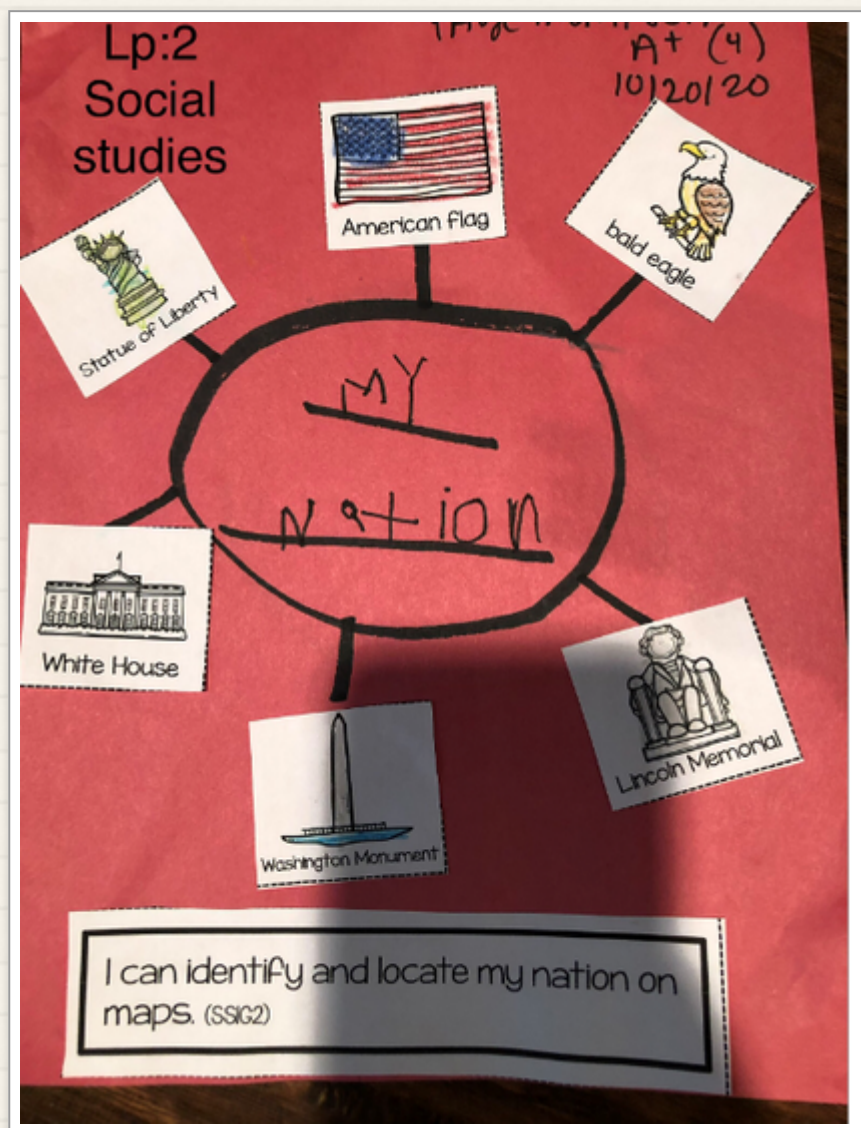 Lp:2
Social
studies
A+ (4)
10/20/20
American flag
bald eagle
Statue of Liberty
MY
Nation
White House
Lincoln Memorial
Washington Monument
I can identify and locate my nation on
maps. (SSIG2)